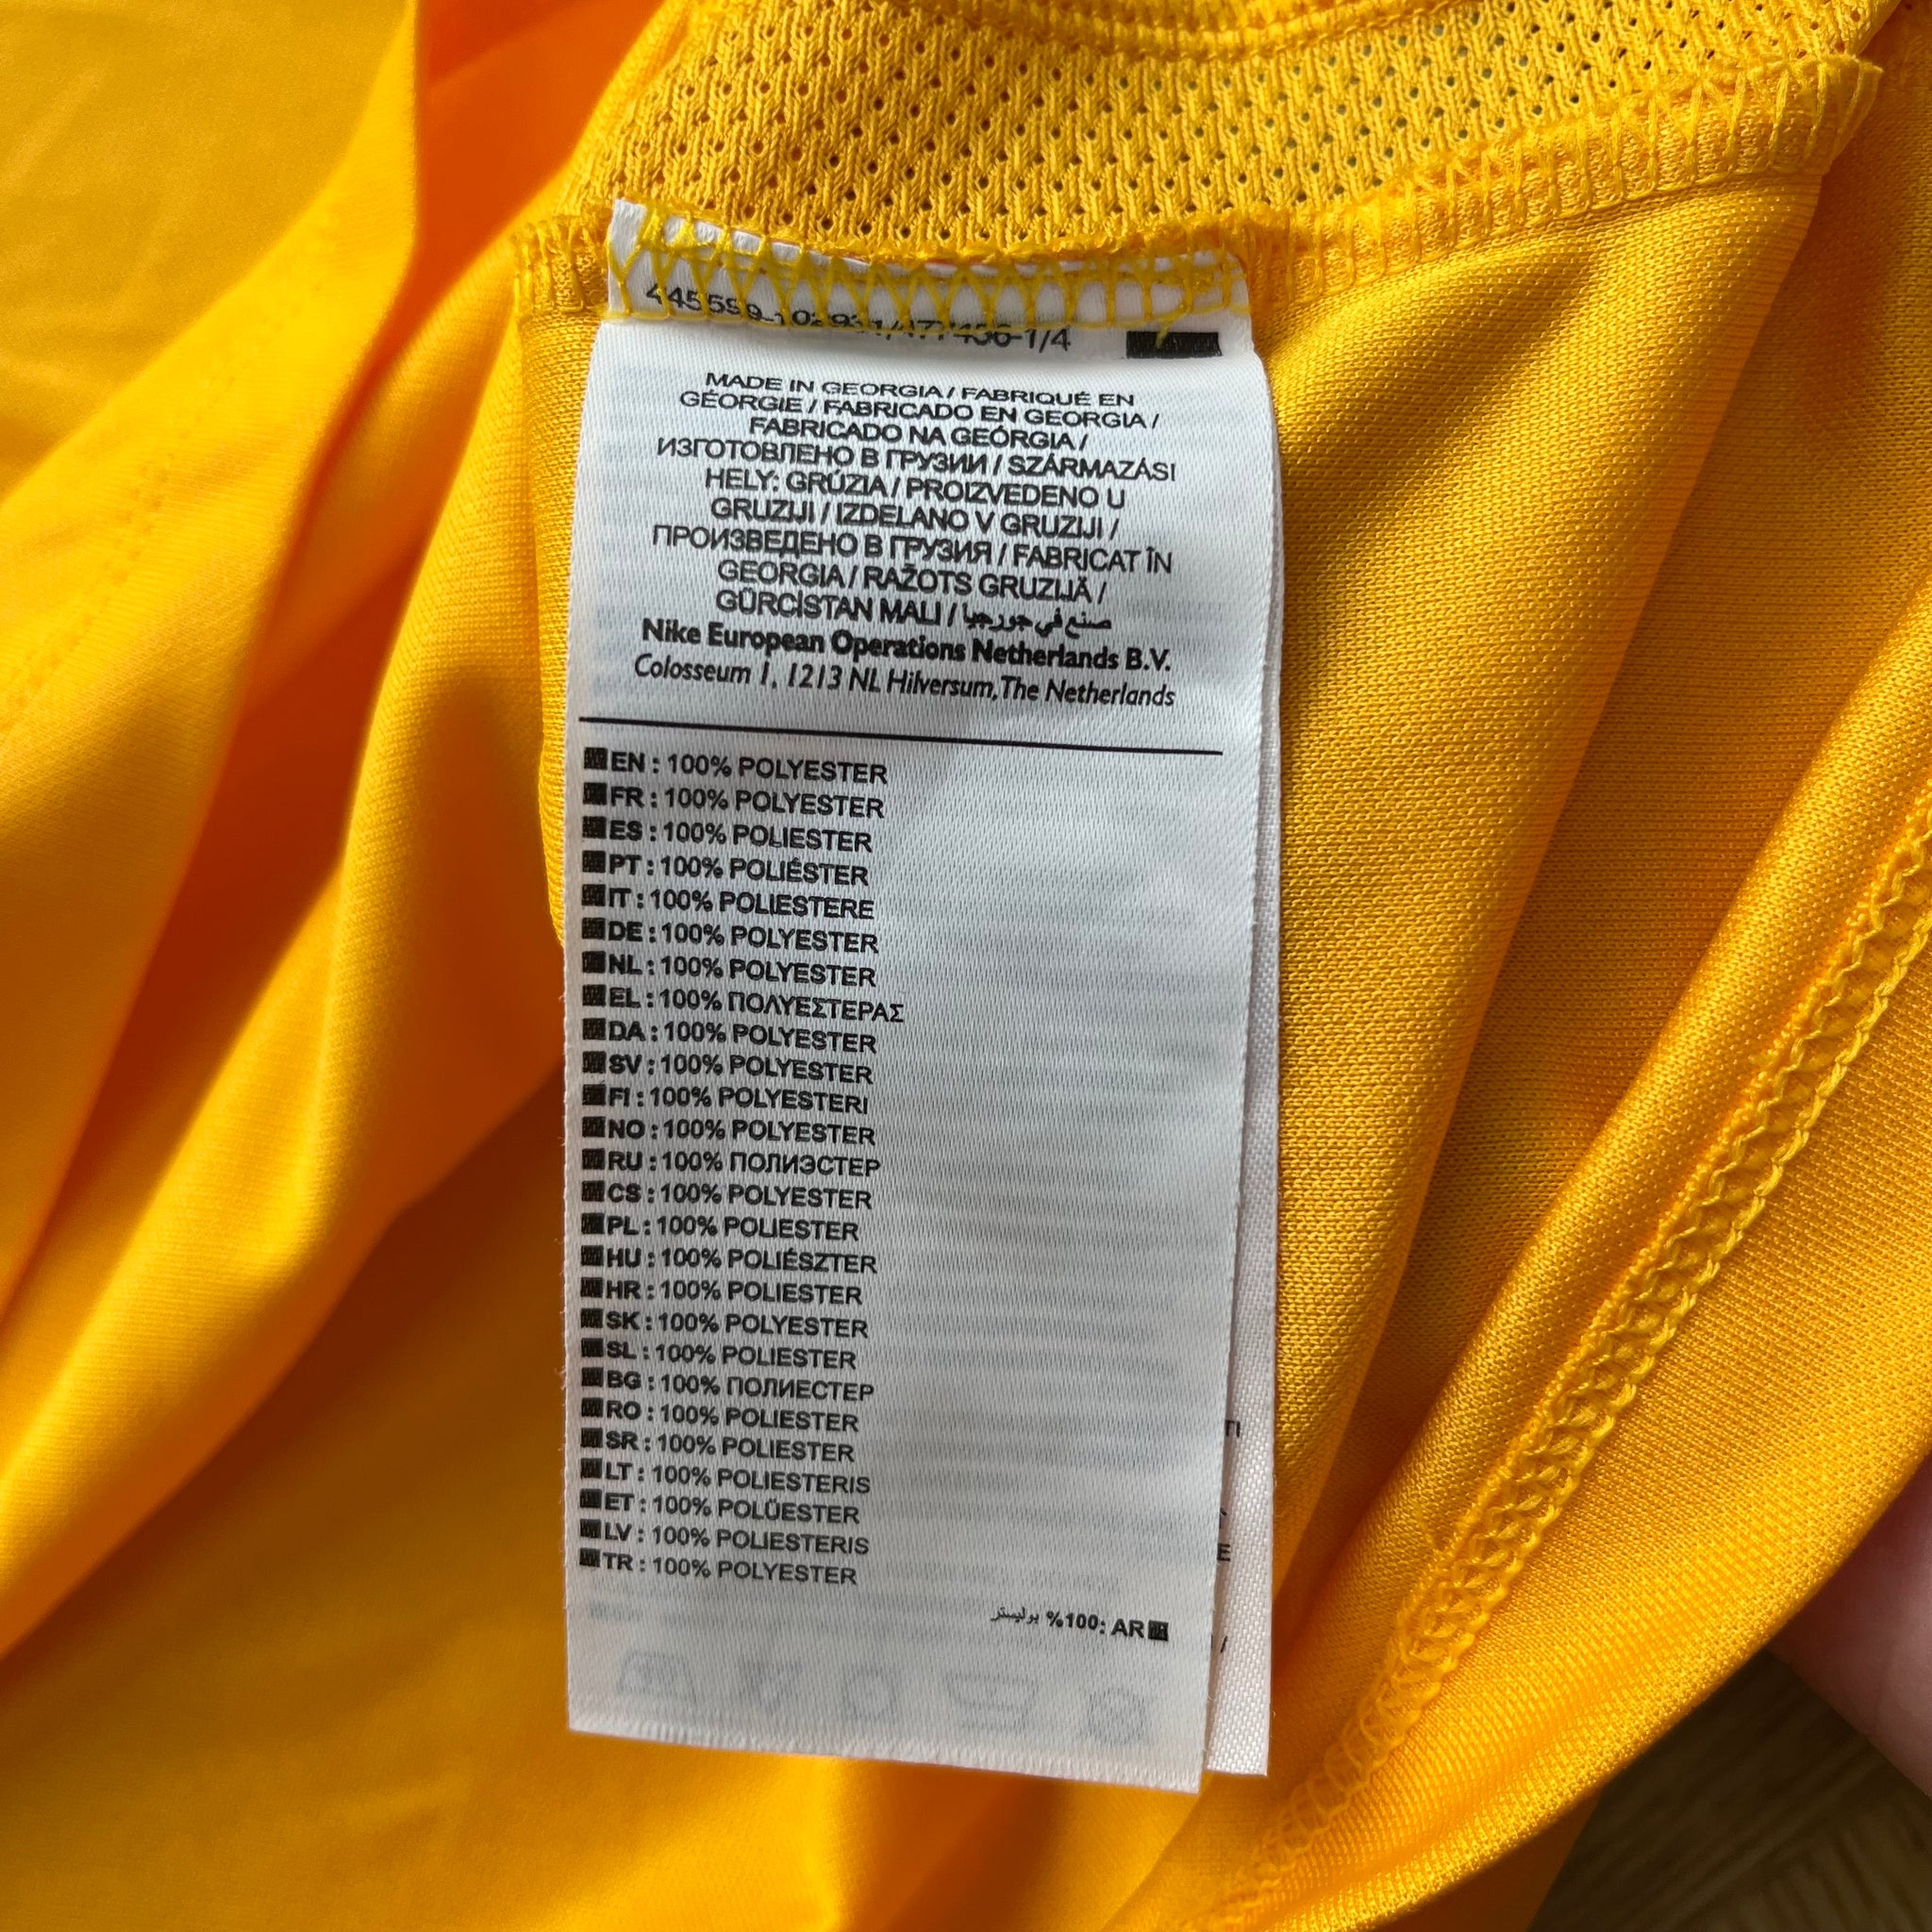 MADE IN GEORGIA / FABRIQUÉ EN
GÉORGIE / FABRICADO EN GEORGIA /
FABRICADO NA GEÓRGIA /
ИЗГОТОВЛЕНО В ГРУЗИИ / SZÁRMAZÁSI
HELY: GRÚZIA / PROIZVEDENO U
GRUZIJI / IZDELANO V GRUZIJI /
ПРОИЗВЕДЕНО В ГРУЗИЯ / FABRICAT ÎN
GEORGIA / RAŽOTS GRUZIJĀ /
GÜRCİSTAN MALI / صنع في جورجيا
Nike European Operations Netherlands B.V.
Colosseum 1, 1213 NL Hilversum, The Netherlands
EN : 100% POLYESTER
FR : 100% POLYESTER
ES : 100% POLIESTER
PT : 100% POLIÉSTER
IT : 100% POLIESTERE
DE : 100% POLYESTER
NL : 100% POLYESTER
EL : 100% ΠΟΛΥΕΣΤΕΡΑΣ
DA : 100% POLYESTER
SV : 100% POLYESTER
FI : 100% POLYESTERI
NO : 100% POLYESTER
RU : 100% ПОЛИЭСТЕР
CS : 100% POLYESTER
PL : 100% POLIESTER
HU : 100% POLIÉSZTER
HR : 100% POLIESTER
SK : 100% POLYESTER
SL : 100% POLIESTER
BG : 100% ПОЛИЕСТЕР
RO : 100% POLIESTER
SR : 100% POLIESTER
LT : 100% POLIESTERIS
ET : 100% POLÜESTER
LV : 100% POLIESTERIS
TR : 100% POLYESTER
AR :100% بوليستر